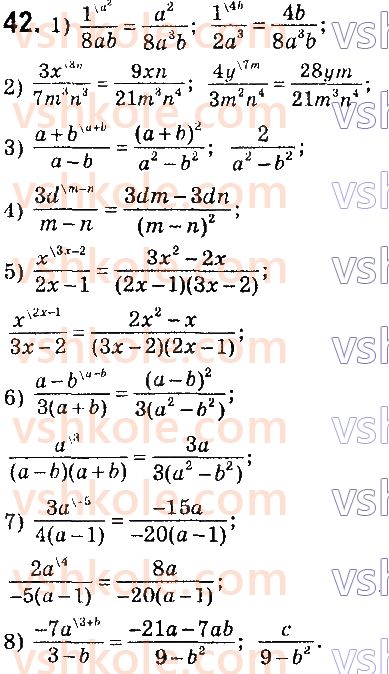 42. 1) \frac{1^{\backslash a^2}}{8ab} = \frac{a^2}{8a^3b}; \frac{1^{\backslash 4b}}{2a^3} = \frac{4b}{8a^3b};
2) \frac{3x^{\backslash 3n}}{7m^3n^3} = \frac{9xn}{21m^3n^4}; \frac{4y^{\backslash 7m}}{3m^2n^4} = \frac{28ym}{21m^3n^4};
3) \frac{a+b^{\backslash a+b}}{a-b} = \frac{(a+b)^2}{a^2-b^2}; \frac{2}{a^2-b^2};
4) \frac{3d^{\backslash m-n}}{m-n} = \frac{3dm-3dn}{(m-n)^2};
5) \frac{x^{\backslash 3x-2}}{2x-1} = \frac{3x^2-2x}{(2x-1)(3x-2)};
\frac{x^{\backslash 2x-1}}{3x-2} = \frac{2x^2-x}{(3x-2)(2x-1)};
6) \frac{a-b^{\backslash a-b}}{3(a+b)} = \frac{(a-b)^2}{3(a^2-b^2)};
\frac{a^{\backslash 3}}{(a-b)(a+b)} = \frac{3a}{3(a^2-b^2)};
7) \frac{3a^{\backslash -5}}{4(a-1)} = \frac{-15a}{-20(a-1)};
\frac{2a^{\backslash 4}}{-5(a-1)} = \frac{8a}{-20(a-1)};
8) \frac{-7a^{\backslash 3+b}}{3-b} = \frac{-21a-7ab}{9-b^2}; \frac{c}{9-b^2}.